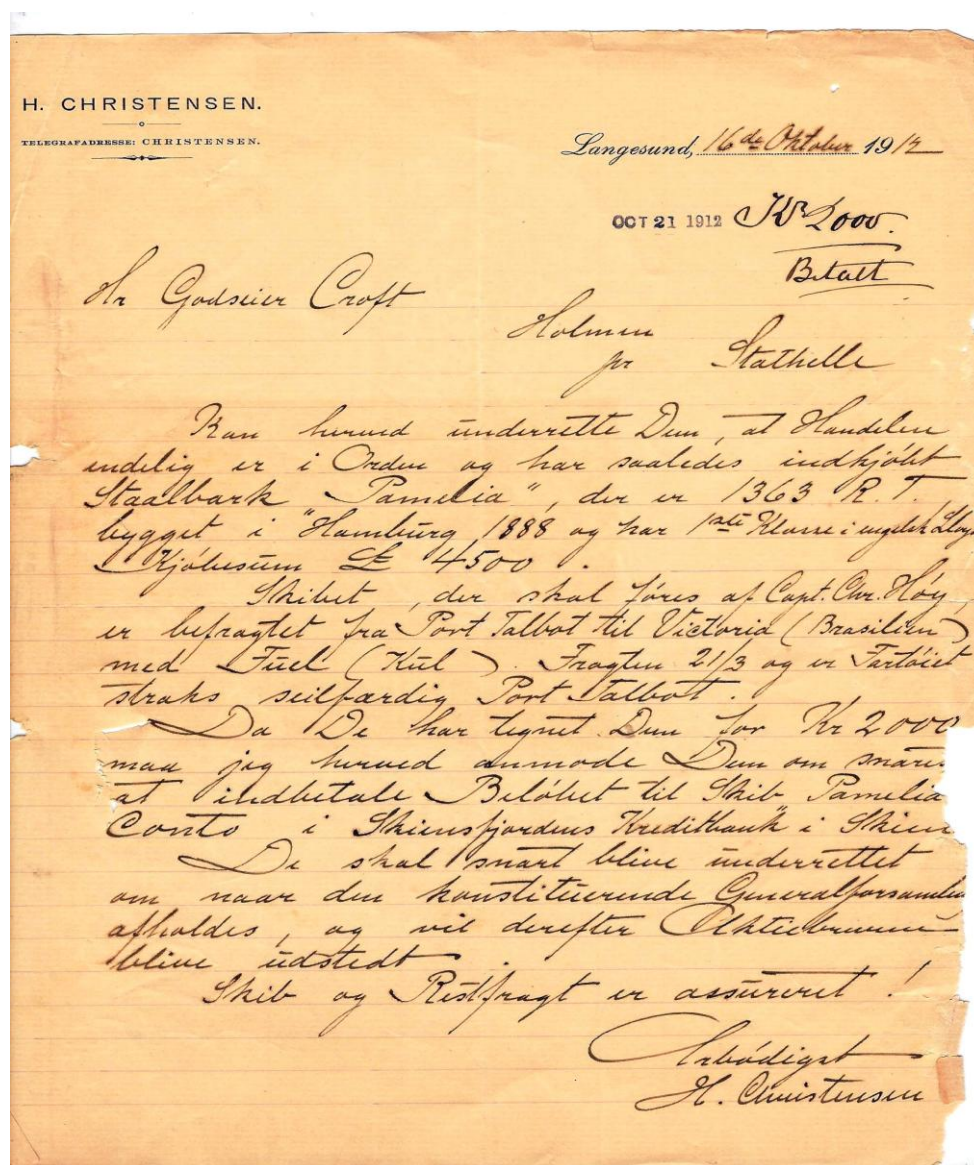 H. CHRISTENSEN.
TELEGRAFADRESSE: CHRISTENSEN.
Langesund, 16de Oktober 1912
OCT 21 1912 Kr 2000.
Betalt
Hr Godseier Croft
Holmen
pr Stathelle
Kan herved underrette Dem, at Handelen
endelig er i Orden og har saaledes indkjøbt
Staalbark "Pamelia", der er 1363 R. T.,
bygget i Hamburg 1888 og har 1ste Klasse i engelsk Lloyd
Kjøbesum £ 4500.
Skibet, der skal føres af Capt. Chr. Høy,
er befragtet fra Port Talbot til Victoria (Brasilien)
med Fuel (Kul). Fragten 21/3 og er Fartøiet
straks seilfærdig Port Talbot.
Da De har tegnet Dem for Kr 2000
maa jeg herved anmode Dem om snarest
at indbetale Beløbet til Skib Pamelia
Conto i Skiensfjordens Kreditbank i Skien
De skal snart blive underrettet
om naar den konstituerende Generalforsamlin
afholdes, og vil derefter Aktiebrevene
blive udstedt.
Skib og Restfragt er assureret!
Ærbødigst
H. Christensen